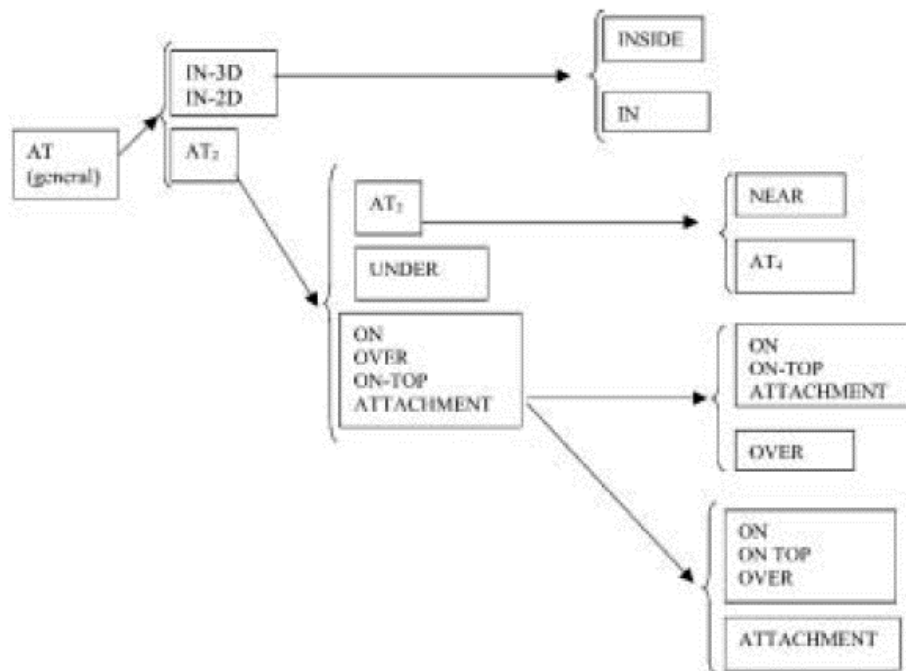 AT
(general)
IN-3D
IN-2D
AT₂
INSIDE
IN
AT₃
UNDER
ON
OVER
ON-TOP
ATTACHMENT
NEAR
AT₄
ON
ON-TOP
ATTACHMENT
OVER
ON
ON TOP
OVER
ATTACHMENT